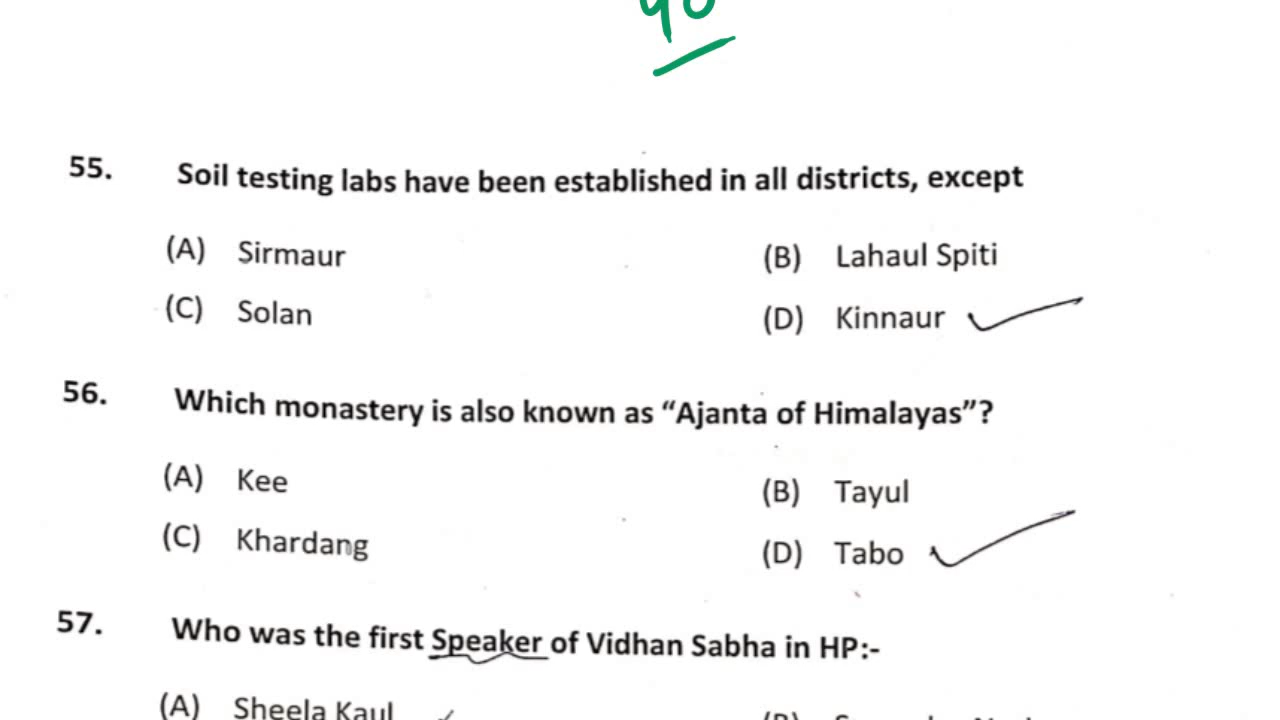 40
55. Soil testing labs have been established in all districts, except
(A) Sirmaur (B) Lahaul Spiti
(C) Solan (D) Kinnaur
56. Which monastery is also known as “Ajanta of Himalayas”?
(A) Kee (B) Tayul
(C) Khardang (D) Tabo
57. Who was the first Speaker of Vidhan Sabha in HP:-
(A) Sheela Kaul (B)